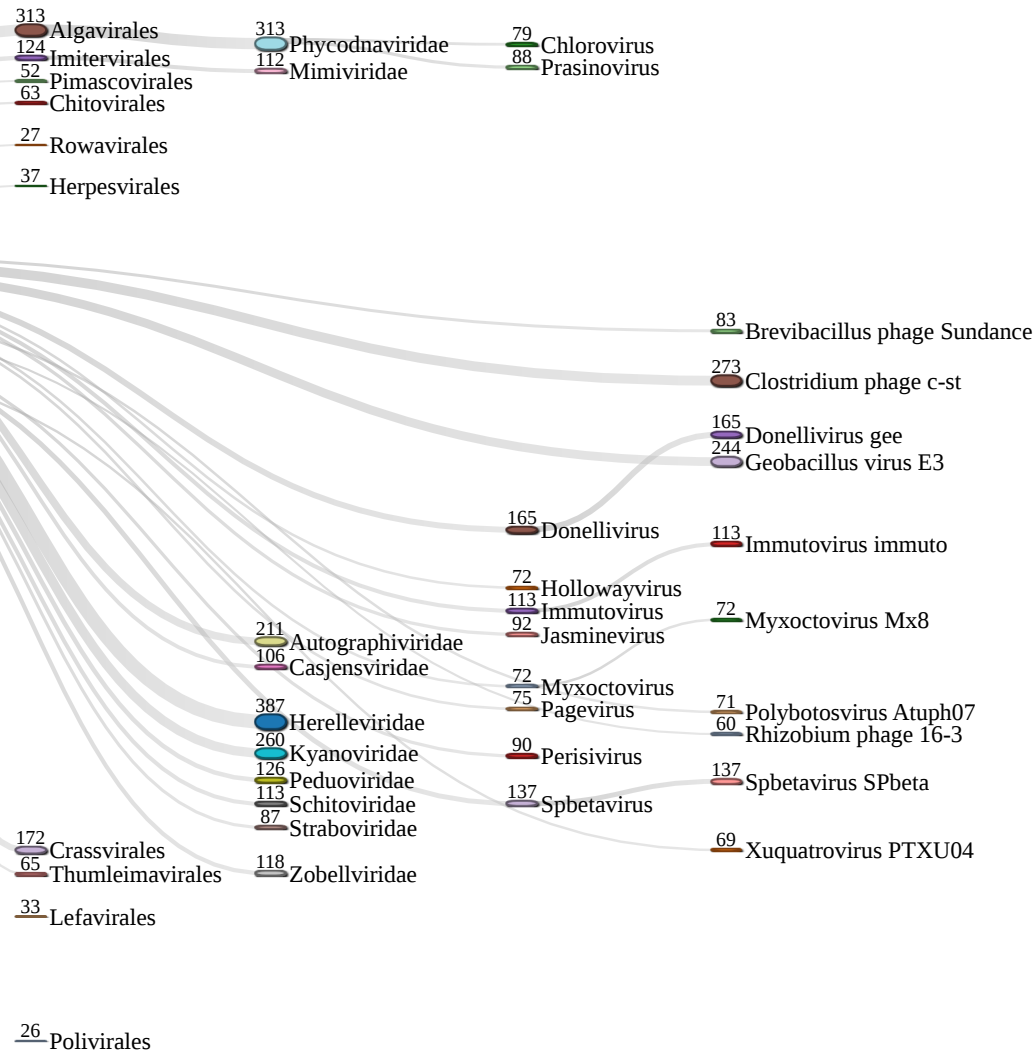 313
Algavirales
124
Imitervirales
52
Pimascovirales
63
Chitovirales
27
Rowavirales
37
Herpesvirales
172
Crassvirales
65
Thumleimavirales
33
Lefavirales
26
Polivirales
313
Phycodnaviridae
112
Mimiviridae
211
Autographiviridae
106
Casjensviridae
387
Herelleviridae
260
Kyanoviridae
126
Peduoviridae
113
Schitoviridae
87
Straboviridae
118
Zobellviridae
79
Chlorovirus
88
Prasinovirus
165
Donellivirus
72
Hollowayvirus
113
Immutovirus
92
Jasminevirus
72
Myxoctovirus
75
Pagevirus
90
Perisivirus
137
Spbetavirus
83
Brevibacillus phage Sundance
273
Clostridium phage c-st
165
Donellivirus gee
244
Geobacillus virus E3
113
Immutovirus immuto
72
Myxoctovirus Mx8
71
Polybotosvirus Atuph07
60
Rhizobium phage 16-3
137
Spbetavirus SPbeta
69
Xuquatrovirus PTXU04